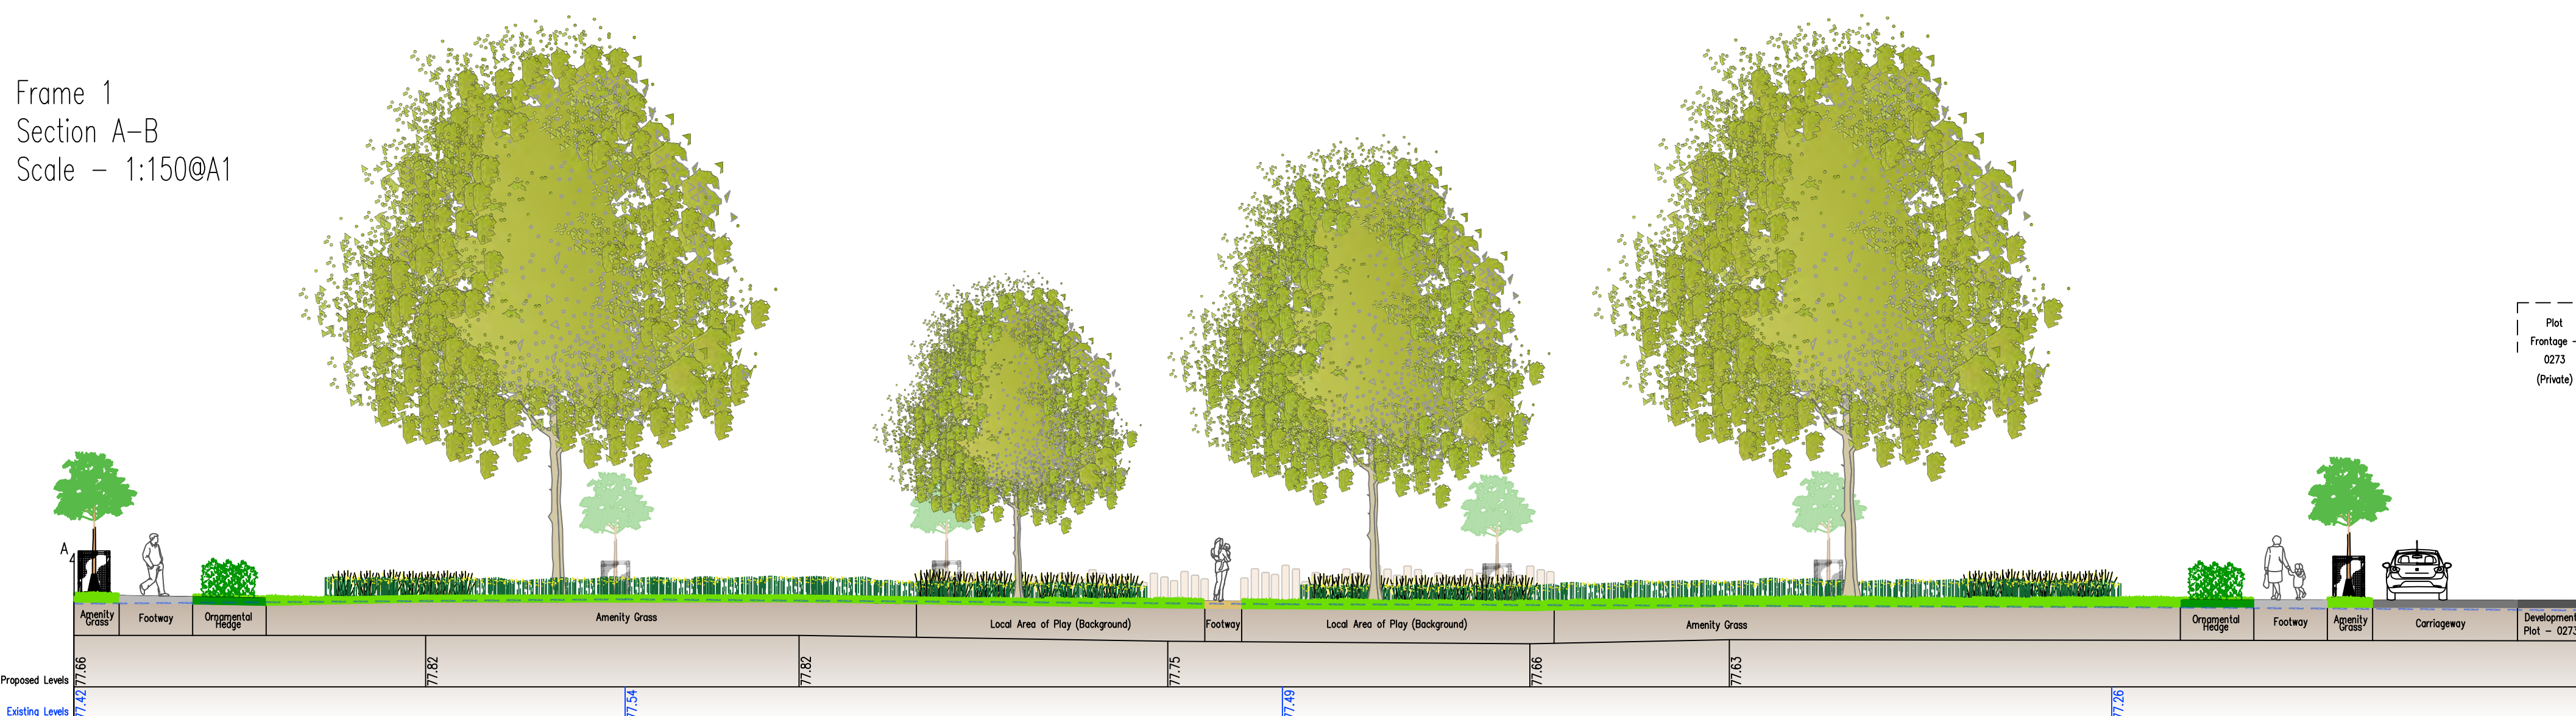 Frame 1
Section A-B
Scale - 1:150@A1
Plot
Frontage -
0273
(Private)
A
Amenity
Grass
Footway
Ornamental
Hedge
Amenity Grass
Local Area of Play (Background)
Footway
Local Area of Play (Background)
Amenity Grass
Ornamental
Hedge
Footway
Amenity
Grass
Carriageway
Development
Plot - 0273
Proposed Levels
77.66
77.82
77.82
77.75
77.66
77.63
Existing Levels
77.42
77.54
77.49
77.26